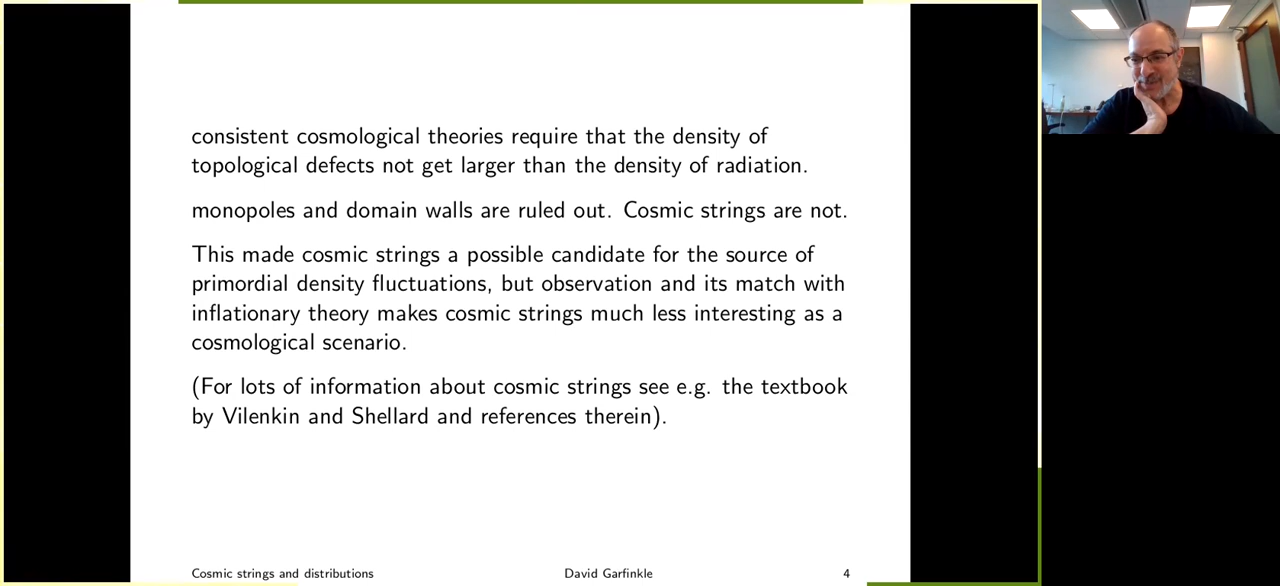 consistent cosmological theories require that the density of
topological defects not get larger than the density of radiation.
monopoles and domain walls are ruled out. Cosmic strings are not.
This made cosmic strings a possible candidate for the source of
primordial density fluctuations, but observation and its match with
inflationary theory makes cosmic strings much less interesting as a
cosmological scenario.
(For lots of information about cosmic strings see e.g. the textbook
by Vilenkin and Shellard and references therein).
Cosmic strings and distributions
David Garfinkle
4